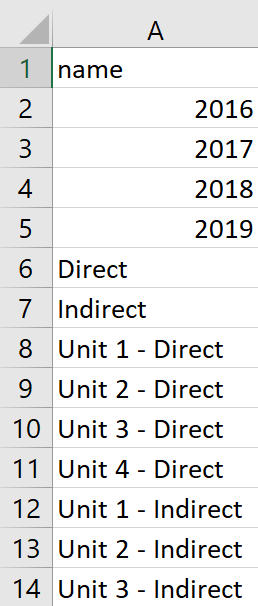 A
1 name
2 2016
3 2017
4 2018
5 2019
6 Direct
7 Indirect
8 Unit 1 - Direct
9 Unit 2 - Direct
10 Unit 3 - Direct
11 Unit 4 - Direct
12 Unit 1 - Indirect
13 Unit 2 - Indirect
14 Unit 3 - Indirect